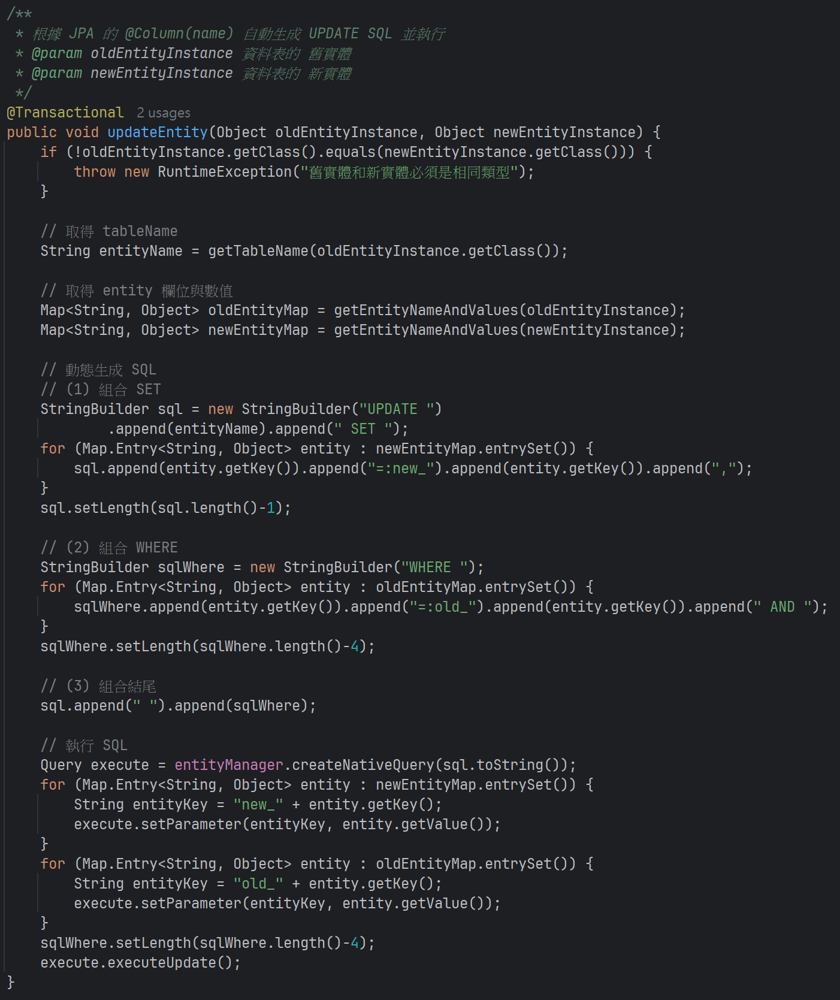 /**
 * 根據 JPA 的 @Column(name) 自動生成 UPDATE SQL 並執行
 * @param oldEntityInstance 資料表的 舊實體
 * @param newEntityInstance 資料表的 新實體
 */
@Transactional 2 usages
public void updateEntity(Object oldEntityInstance, Object newEntityInstance) {
    if (!oldEntityInstance.getClass().equals(newEntityInstance.getClass())) {
        throw new RuntimeException("舊實體和新實體必須是相同類型");
    }

    // 取得 tableName
    String entityName = getTableName(oldEntityInstance.getClass());

    // 取得 entity 欄位與數值
    Map<String, Object> oldEntityMap = getEntityNameAndValues(oldEntityInstance);
    Map<String, Object> newEntityMap = getEntityNameAndValues(newEntityInstance);

    // 動態生成 SQL
    // (1) 組合 SET
    StringBuilder sql = new StringBuilder("UPDATE ")
            .append(entityName).append(" SET ");
    for (Map.Entry<String, Object> entity : newEntityMap.entrySet()) {
        sql.append(entity.getKey()).append("=:new_").append(entity.getKey()).append(",");
    }
    sql.setLength(sql.length()-1);

    // (2) 組合 WHERE
    StringBuilder sqlWhere = new StringBuilder("WHERE ");
    for (Map.Entry<String, Object> entity : oldEntityMap.entrySet()) {
        sqlWhere.append(entity.getKey()).append("=:old_").append(entity.getKey()).append(" AND ");
    }
    sqlWhere.setLength(sqlWhere.length()-4);

    // (3) 組合結尾
    sql.append(" ").append(sqlWhere);

    // 執行 SQL
    Query execute = entityManager.createNativeQuery(sql.toString());
    for (Map.Entry<String, Object> entity : newEntityMap.entrySet()) {
        String entityKey = "new_" + entity.getKey();
        execute.setParameter(entityKey, entity.getValue());
    }
    for (Map.Entry<String, Object> entity : oldEntityMap.entrySet()) {
        String entityKey = "old_" + entity.getKey();
        execute.setParameter(entityKey, entity.getValue());
    }
    sqlWhere.setLength(sqlWhere.length()-4);
    execute.executeUpdate();
}